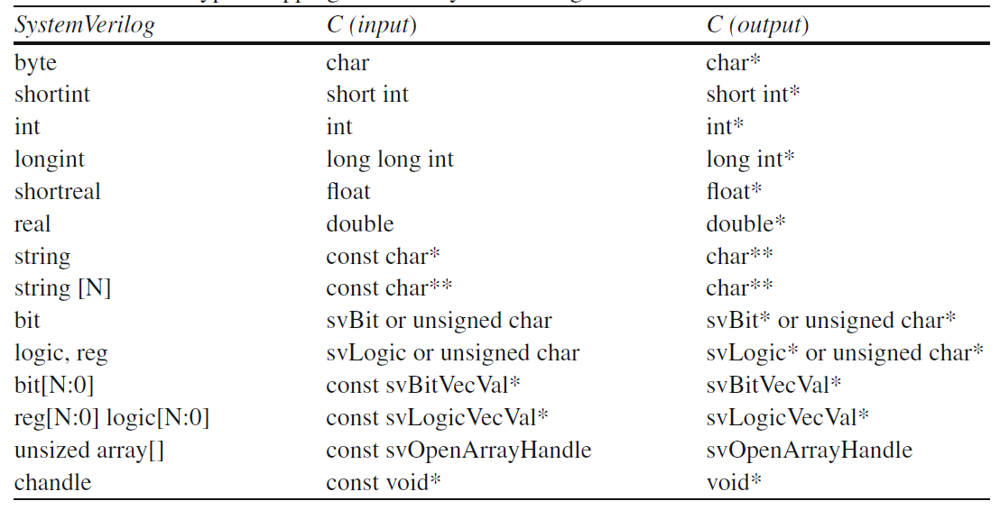 SystemVerilog C (input) C (output)
byte char char*
shortint short int short int*
int int int*
longint long long int long int*
shortreal float float*
real double double*
string const char* char**
string [N] const char** char**
bit svBit or unsigned char svBit* or unsigned char*
logic, reg svLogic or unsigned char svLogic* or unsigned char*
bit[N:0] const svBitVecVal* svBitVecVal*
reg[N:0] logic[N:0] const svLogicVecVal* svLogicVecVal*
unsized array[] const svOpenArrayHandle svOpenArrayHandle
chandle const void* void*